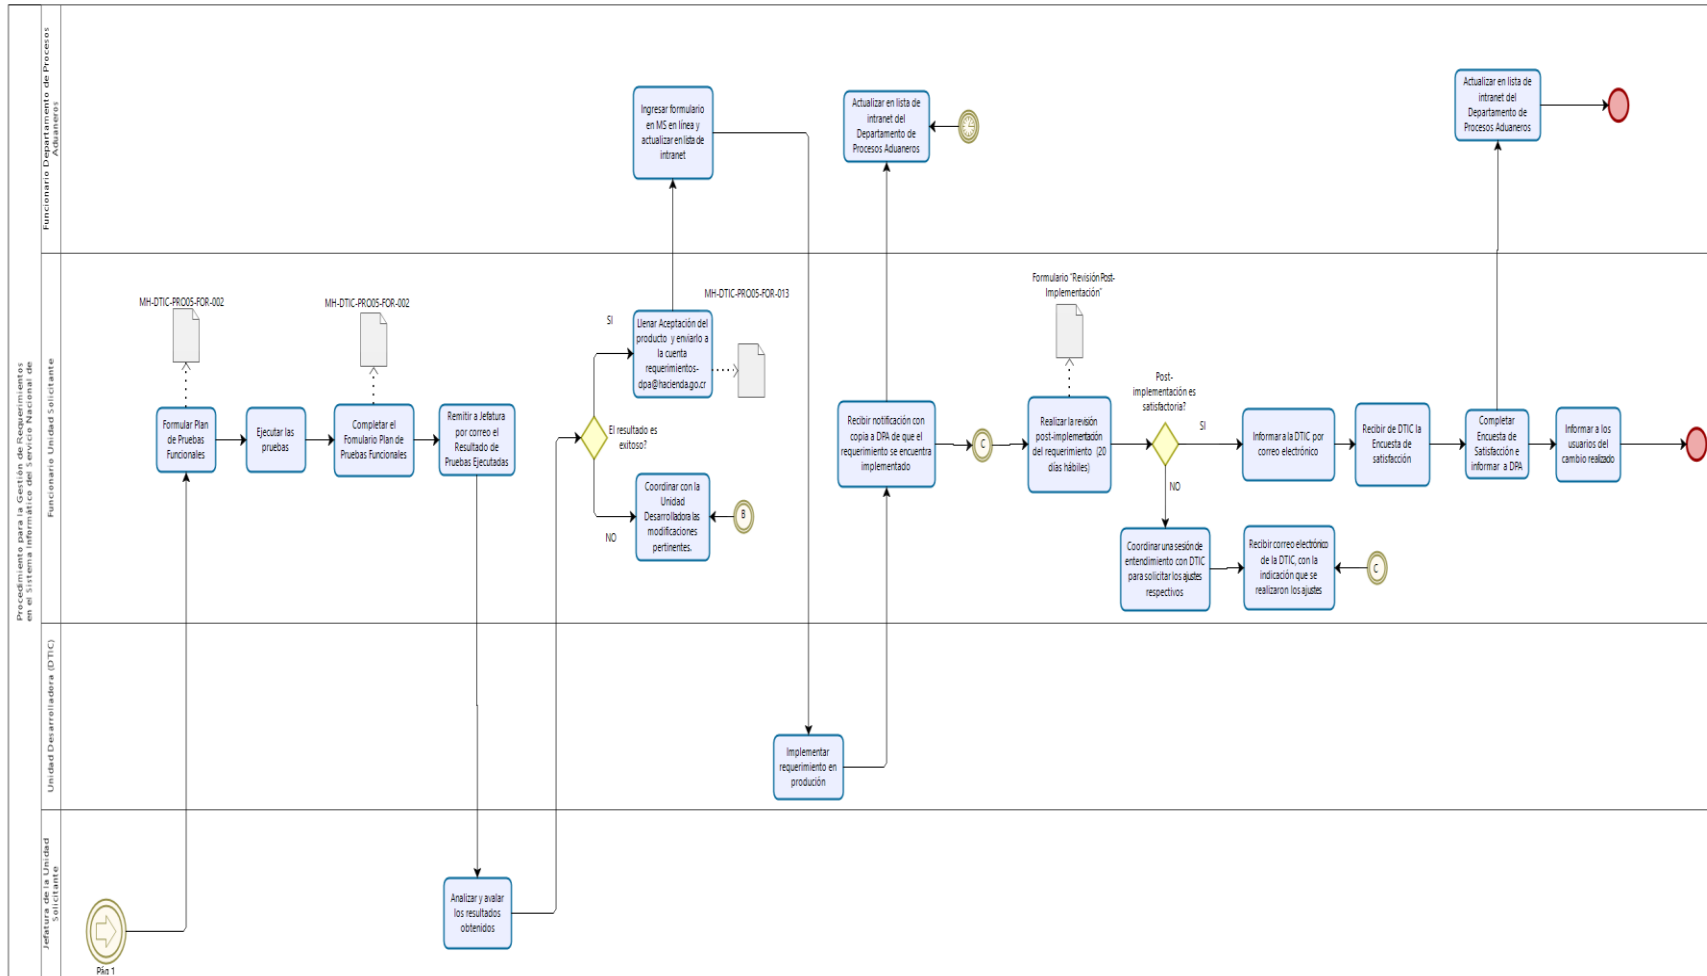 Procedimiento para la Gestión de Requerimientos
en el Sistema Informático del Servicio Nacional de
Funcionario Departamento de Procesos
Aduaneros
Ingresar formulario
en MS en línea y
actualizar en lista de
intranet
Actualizar en lista de
intranet del
Departamento de
Procesos Aduaneros
Actualizar en lista de
intranet del
Departamento de
Procesos Aduaneros
Funcionario Unidad Solicitante
MH-DTIC-PRO05-FOR-002
Formular Plan
de Pruebas
Funcionales
Ejecutar las
pruebas
MH-DTIC-PRO05-FOR-002
Completar el
Fomulario Plan de
Pruebas Funcionales
Remitir a Jefatura
por correo el
Resultado de
Pruebas Ejecutadas
El resultado es
exitoso?
SI
Llenar Aceptación del
producto y enviarlo a
la cuenta
requerimientos-
dpa@hacienda.go.cr
MH-DTIC-PRO05-FOR-013
NO
Coordinar con la
Unidad
Desarrolladora las
modificaciones
pertinentes.
B
Recibir notificación con
copia a DPA de que el
requerimiento se encuentra
implementado
C
Formulario "Revisión Post-
Implementación"
Realizar la revisión
post-implementación
del requerimiento (20
días hábiles)
Post-
implementación es
satisfactoria?
SI
Informar a la DTIC por
correo electrónico
Recibir de DTIC la
Encuesta de
satisfacción
Completar
Encuesta de
Satisfacción e
informar a DPA
Informar a los
usuarios del
cambio realizado
NO
Coordinar una sesión de
entendimiento con DTIC
para solicitar los ajustes
respectivos
Recibir correo electrónico
de la DTIC, con la
indicación que se
realizaron los ajustes
C
Unidad Desarrolladora (DTIC)
Implementar
requerimiento en
produción
Jefatura de la Unidad
Solicitante
Pág 1
Analizar y avalar
los resultados
obtenidos